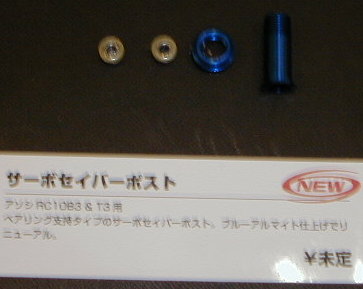 サーボセイバーポスト
NEW
アソシ RC10B3 & T3 用
ベアリング支持タイプのサーボセイバーポスト。ブルーアルマイト仕上げでリ
ニューアル。
¥未定